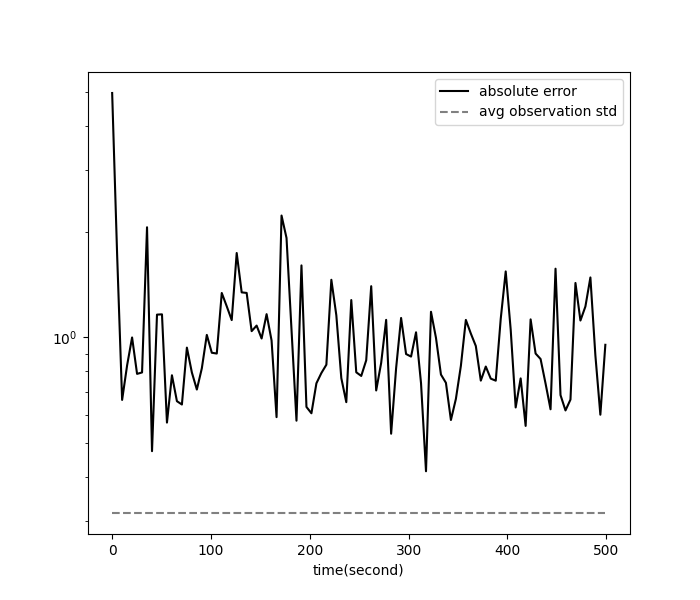 absolute error
avg observation std
10⁰
0 100 200 300 400 500
time(second)